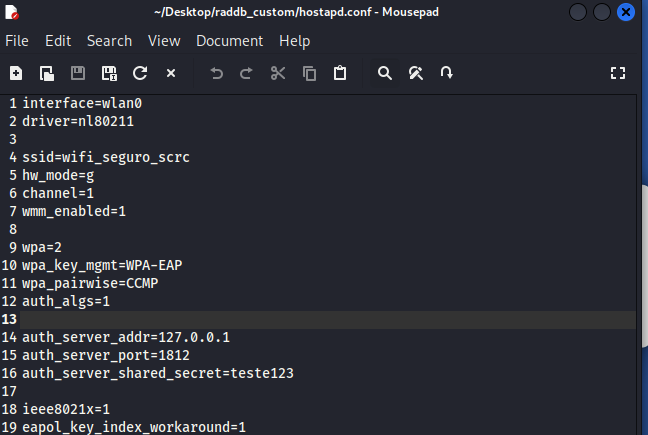 ~/Desktop/raddb_custom/hostapd.conf - Mousepad
File Edit Search View Document Help
1 interface=wlan0
2 driver=nl80211
3
4 ssid=wifi_seguro_scrc
5 hw_mode=g
6 channel=1
7 wmm_enabled=1
8
9 wpa=2
10 wpa_key_mgmt=WPA-EAP
11 wpa_pairwise=CCMP
12 auth_algs=1
13
14 auth_server_addr=127.0.0.1
15 auth_server_port=1812
16 auth_server_shared_secret=teste123
17
18 ieee8021x=1
19 eapol_key_index_workaround=1